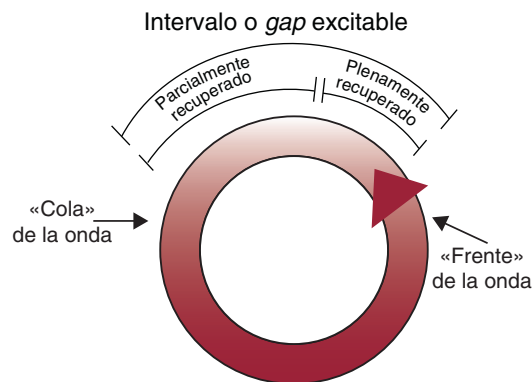 Intervalo o gap excitable
Parcialmente
recuperado
Plenamente
recuperado
«Cola»
de la onda
«Frente»
de la onda